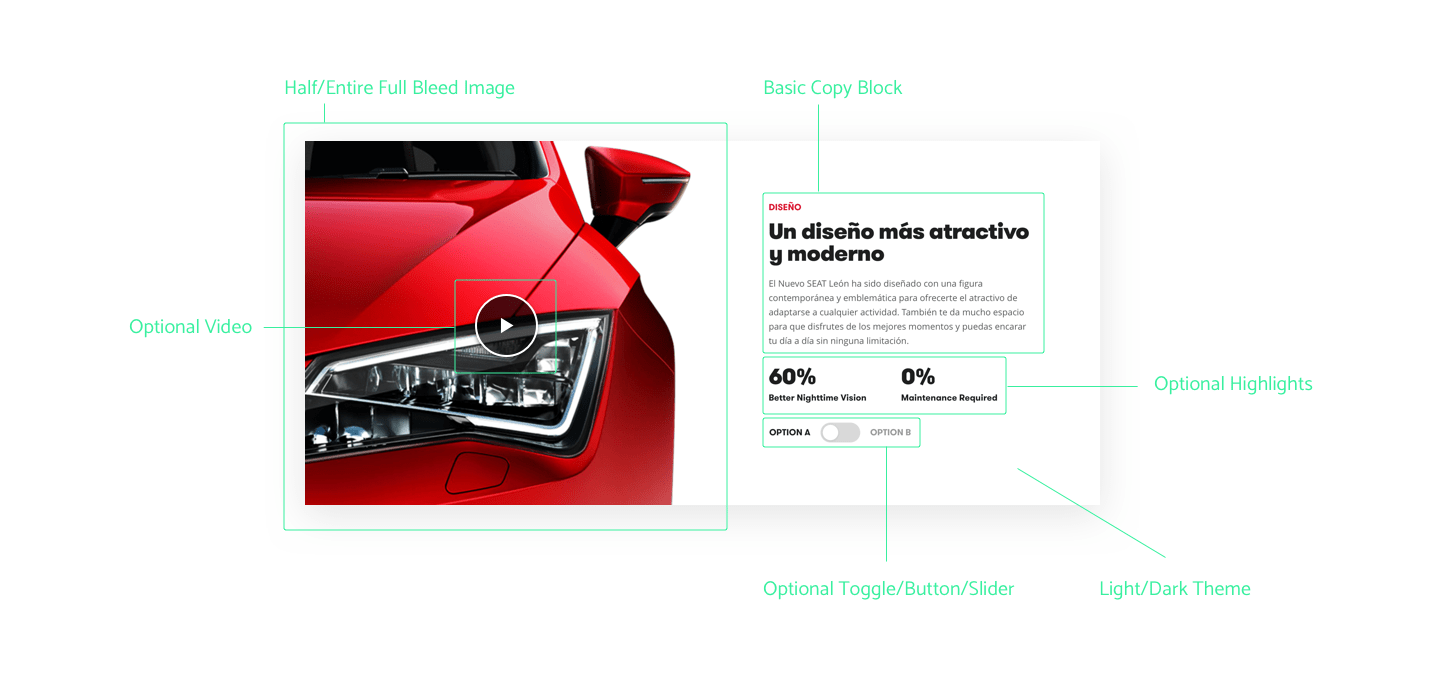 Half/Entire Full Bleed Image
Basic Copy Block
DISEÑO
Un diseño más atractivo
y moderno
El Nuevo SEAT León ha sido diseñado con una figura
contemporánea y emblemática para ofrecerte el atractivo de
adaptarse a cualquier actividad. También te da mucho espacio
para que disfrutes de los mejores momentos y puedas encarar
tu día a día sin ninguna limitación.
Optional Video
60% 0%
Better Nighttime Vision Maintenance Required
Optional Highlights
OPTION A OPTION B
Optional Toggle/Button/Slider
Light/Dark Theme